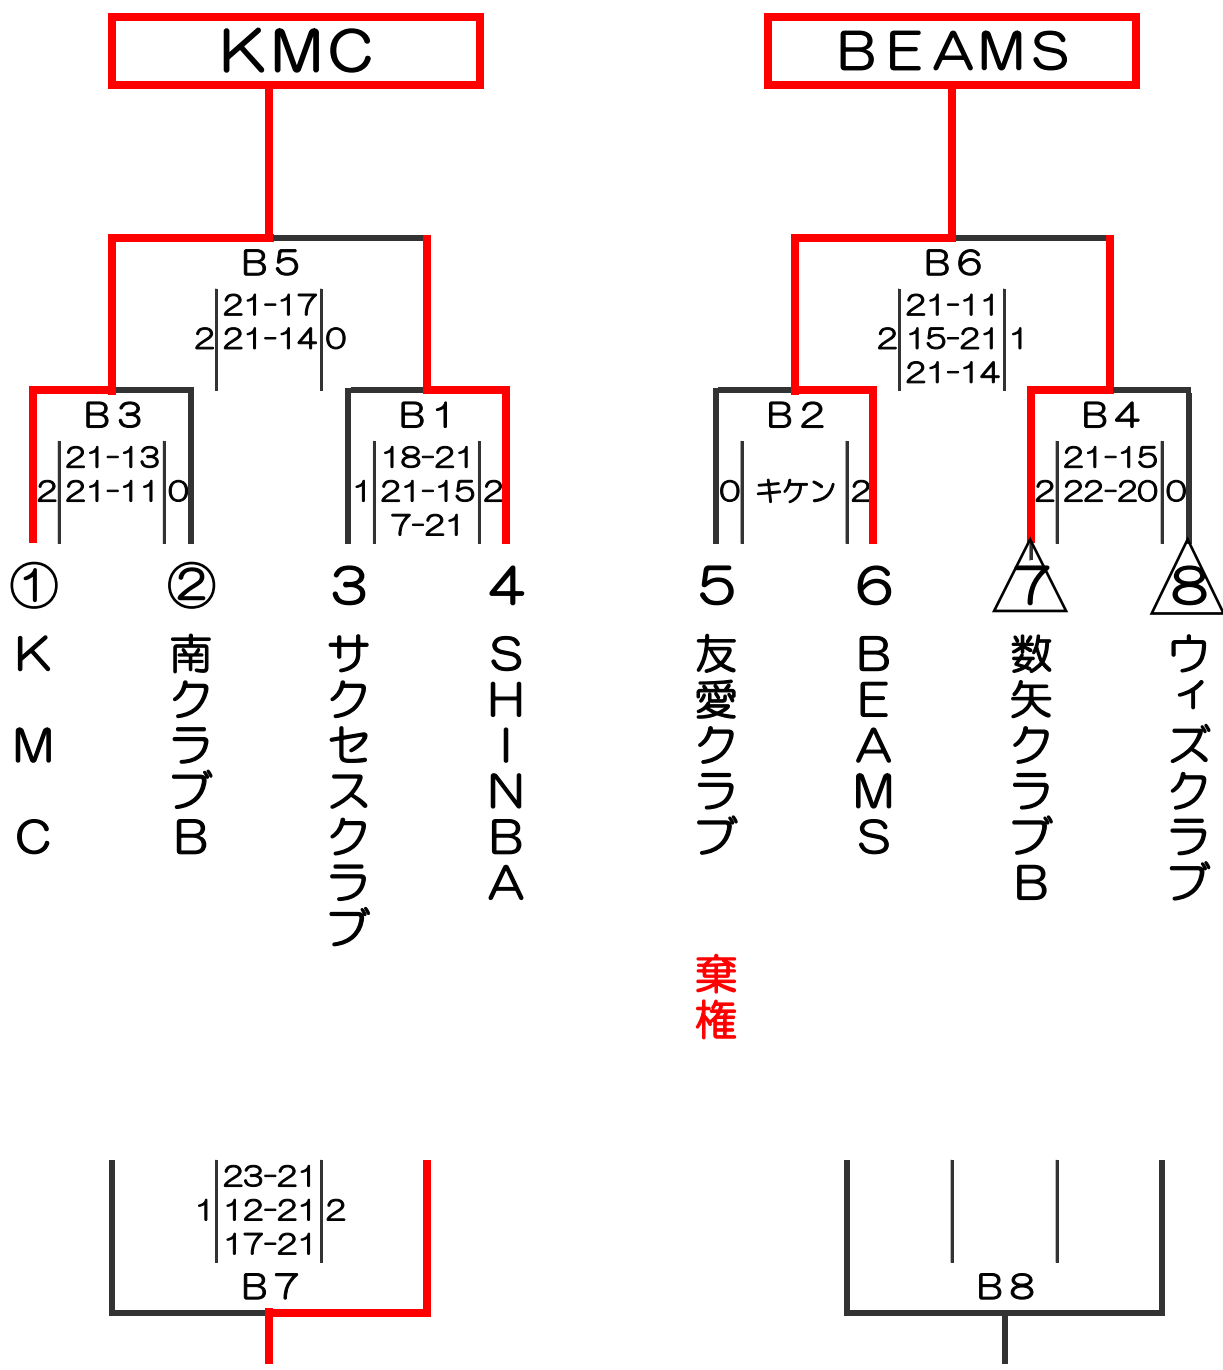 KMC
BEAMS
B5
21-17
2 21-14 0
B6
21-11
2 15-21 1
21-14
B3
21-13
2 21-11 0
B1
18-21
1 21-15 2
7-21
B2
0 キケン 2
B4
21-15
2 22-20 0
① KMC
② 南クラブB
3 サクセスクラブ
4 SHINBA
5 友愛クラブ 棄権
6 BEAMS
7 数矢クラブB
8 ウィズクラブ
23-21
1 12-21 2
17-21
B7
B8